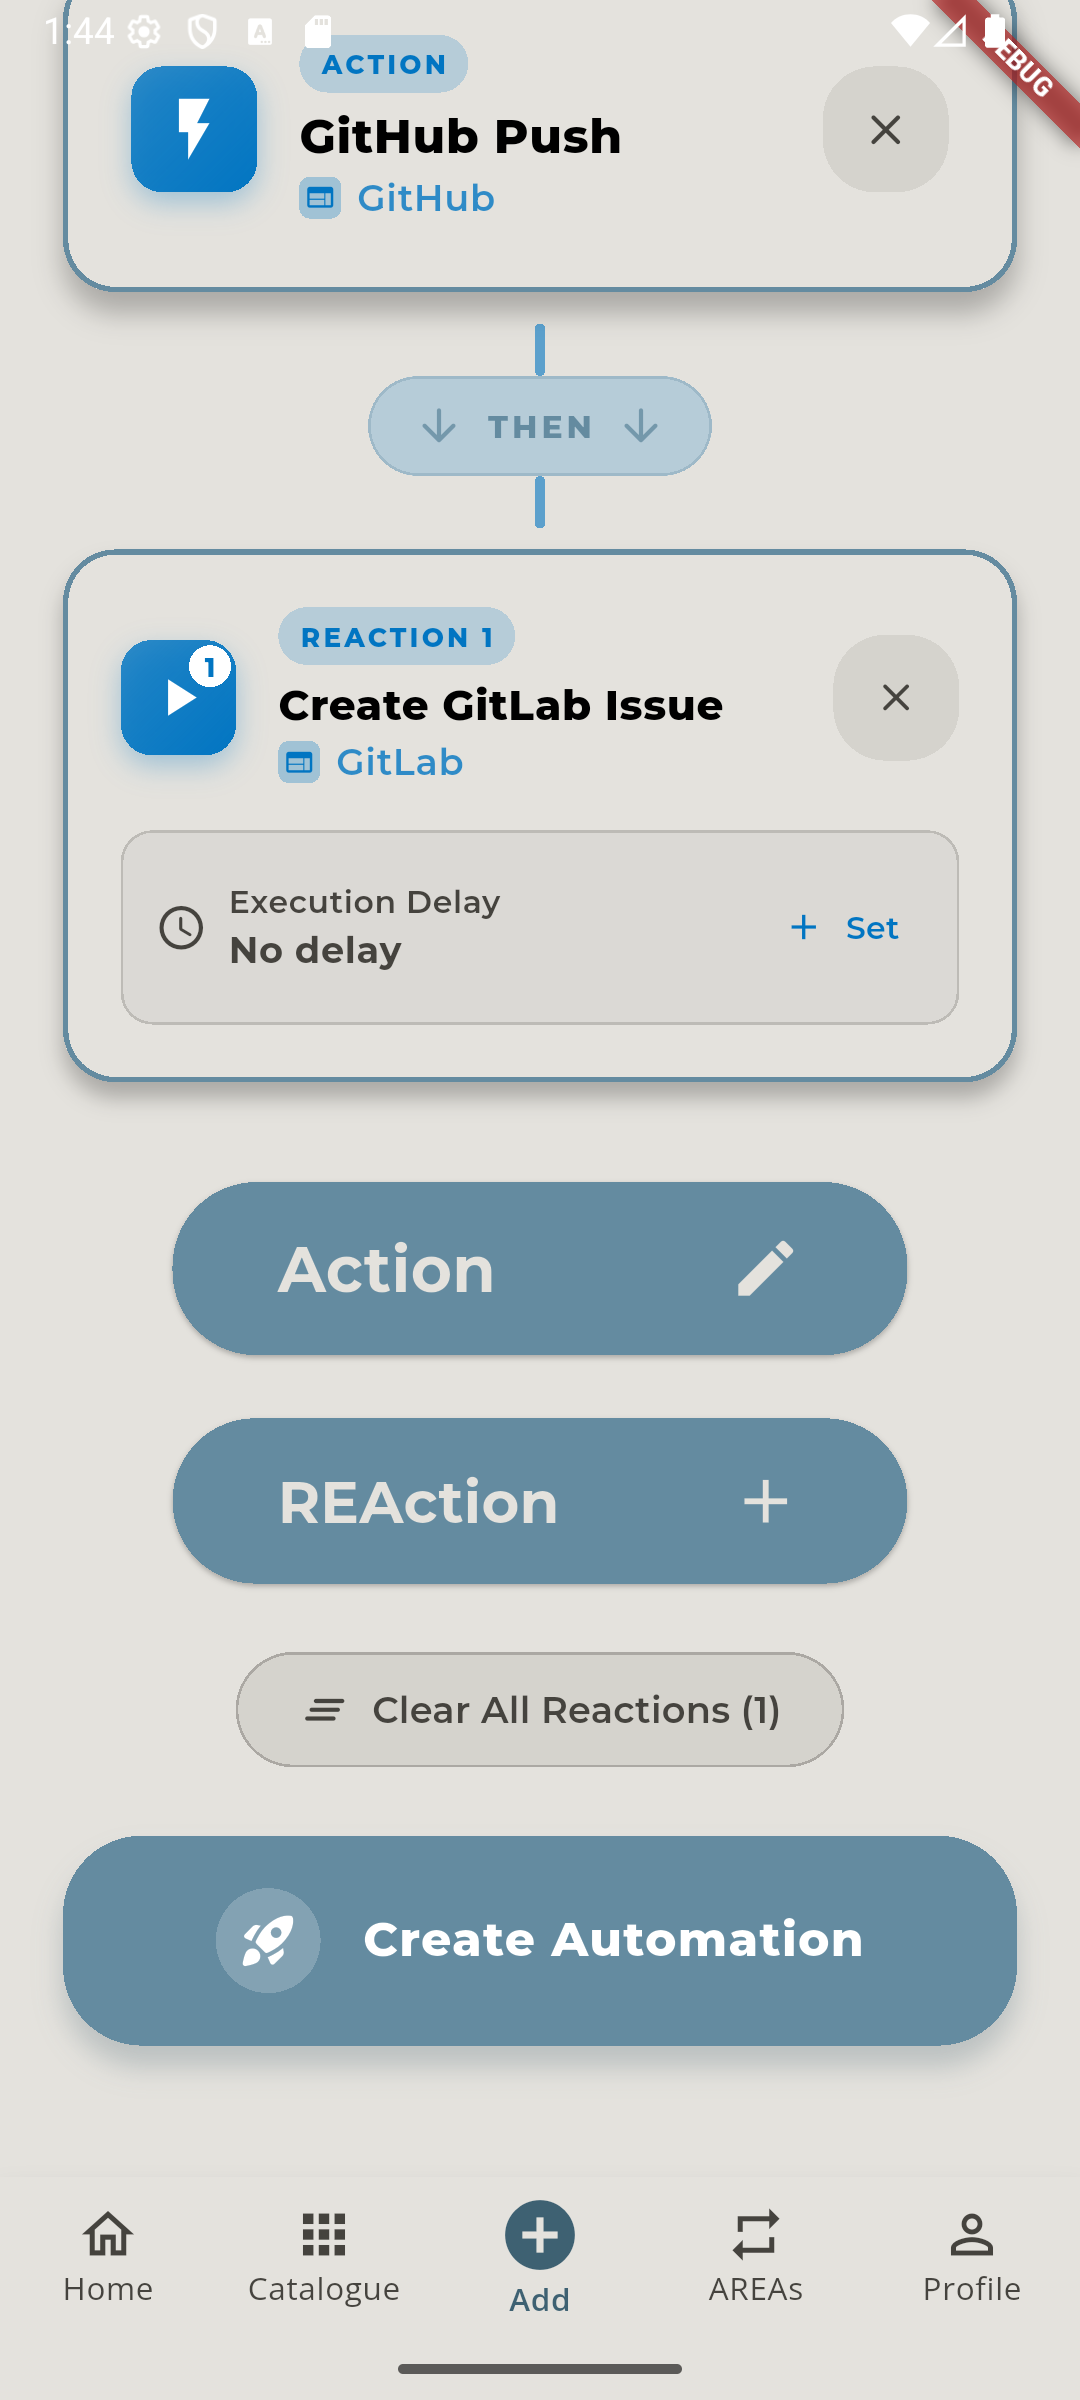 1:44
EBUG
ACTION
GitHub Push
GitHub
THEN
1
REACTION 1
Create GitLab Issue
GitLab
Execution Delay
No delay
Set
Action
REAction
Clear All Reactions (1)
Create Automation
Home
Catalogue
Add
AREAs
Profile